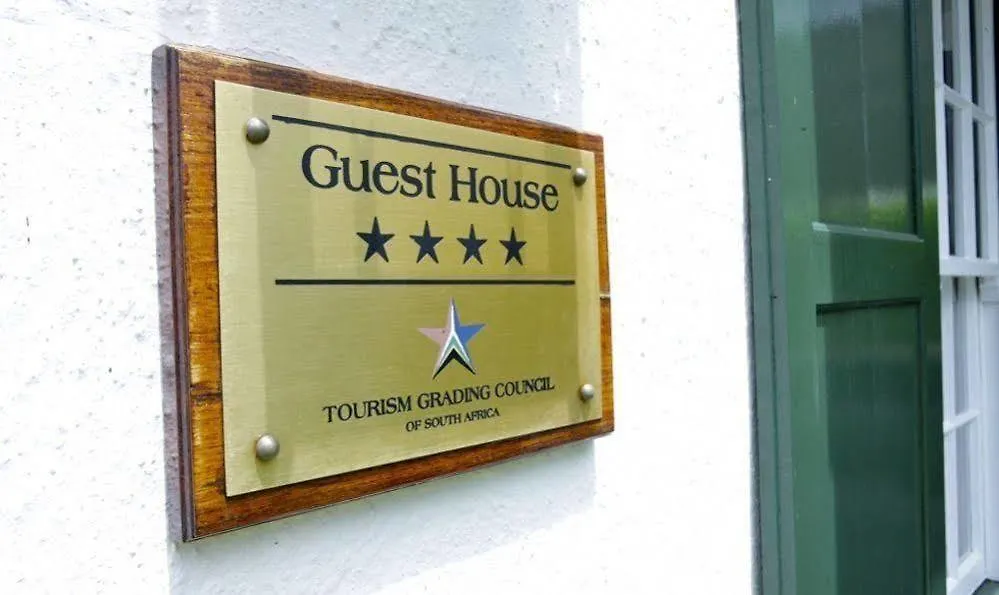 Guest House
★ ★ ★ ★
TOURISM GRADING COUNCIL
OF SOUTH AFRICA